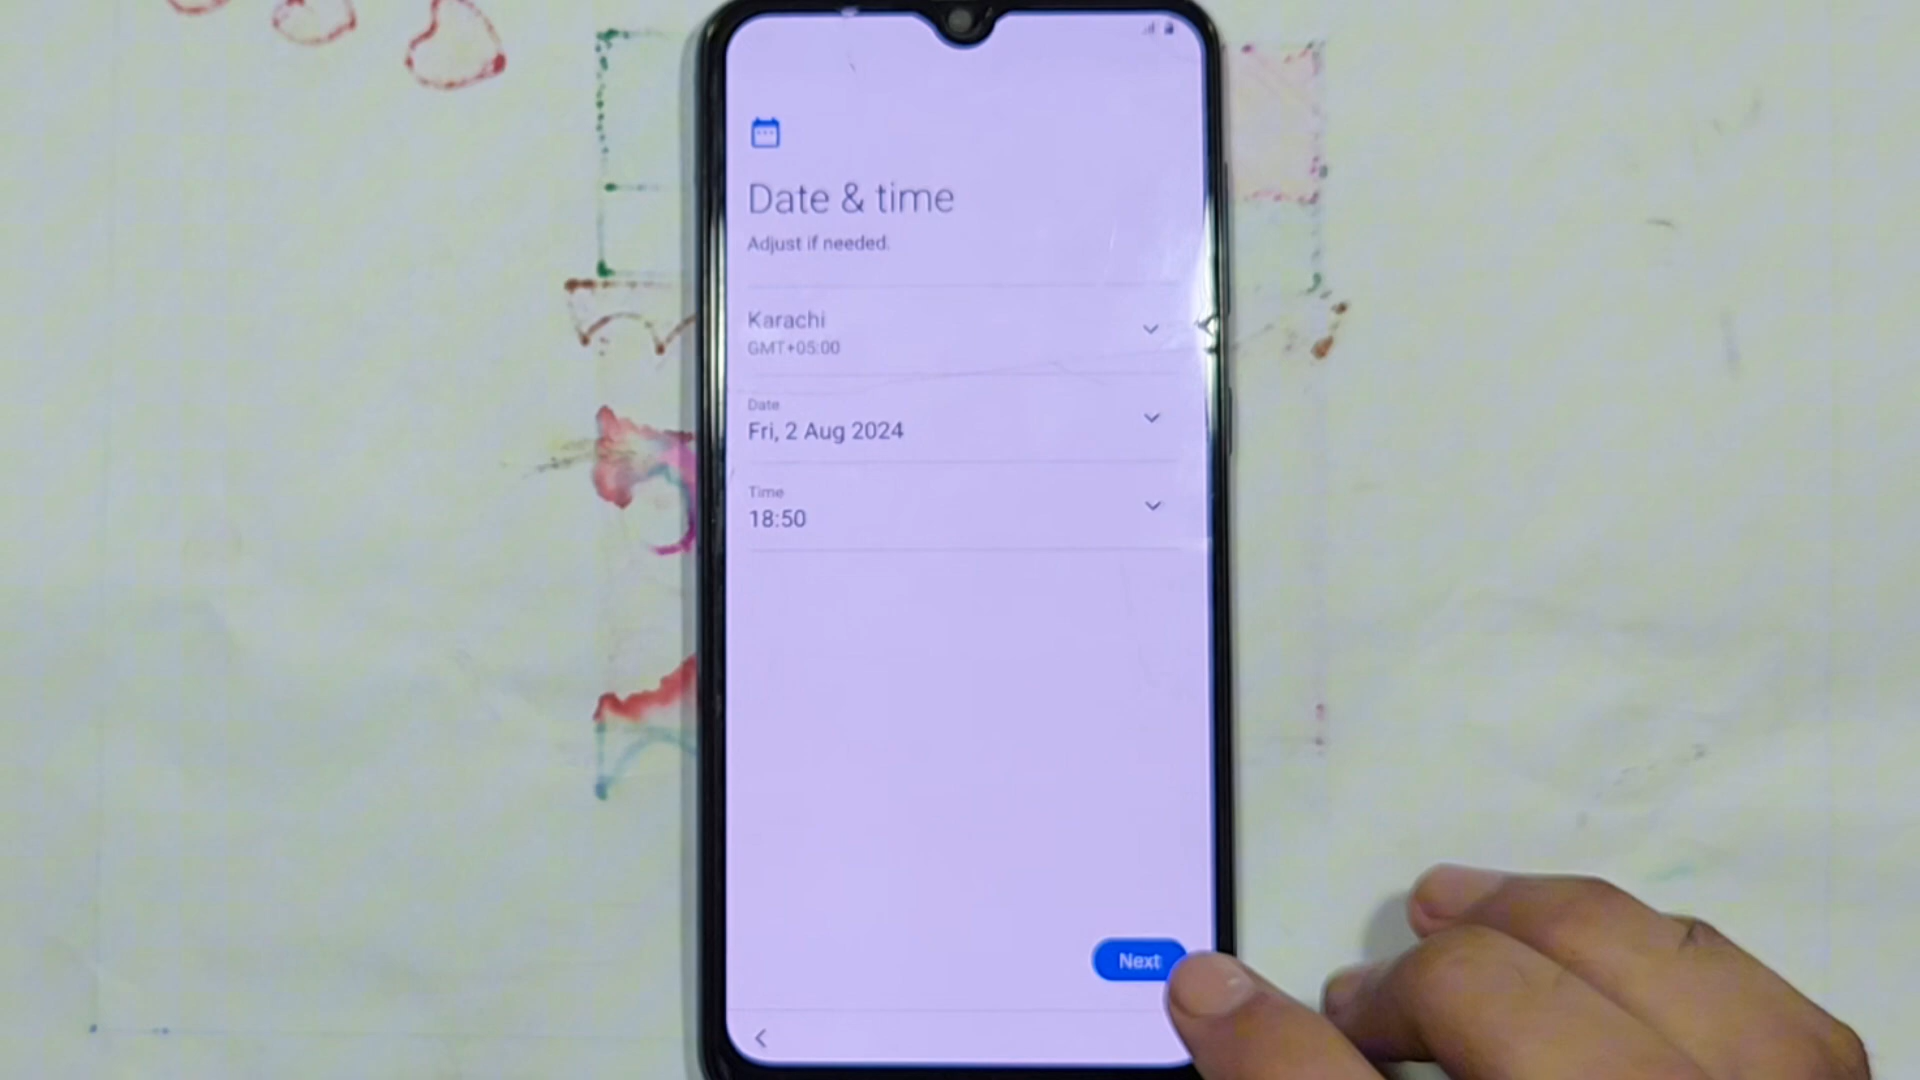 Date & time
Adjust if needed.
Karachi
GMT+05:00
Date
Fri, 2 Aug 2024
Time
18:50
Next